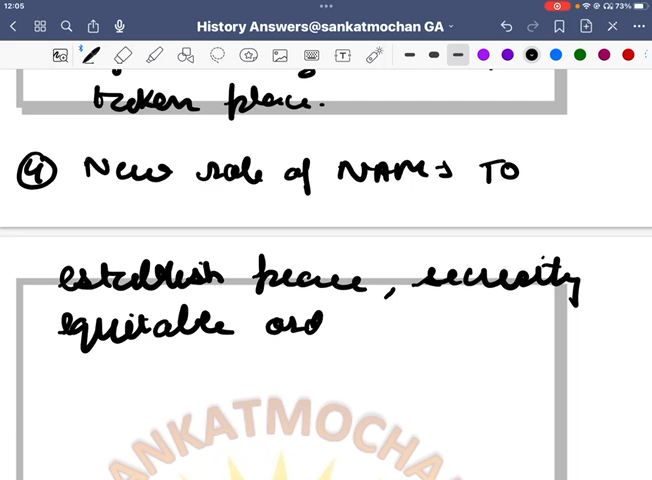 12:05
73%
History Answers@sankatmochan GA
taken place.
④ New role of NAM → TO
establish peace, security
equitable ord
SANKATMOCHAN